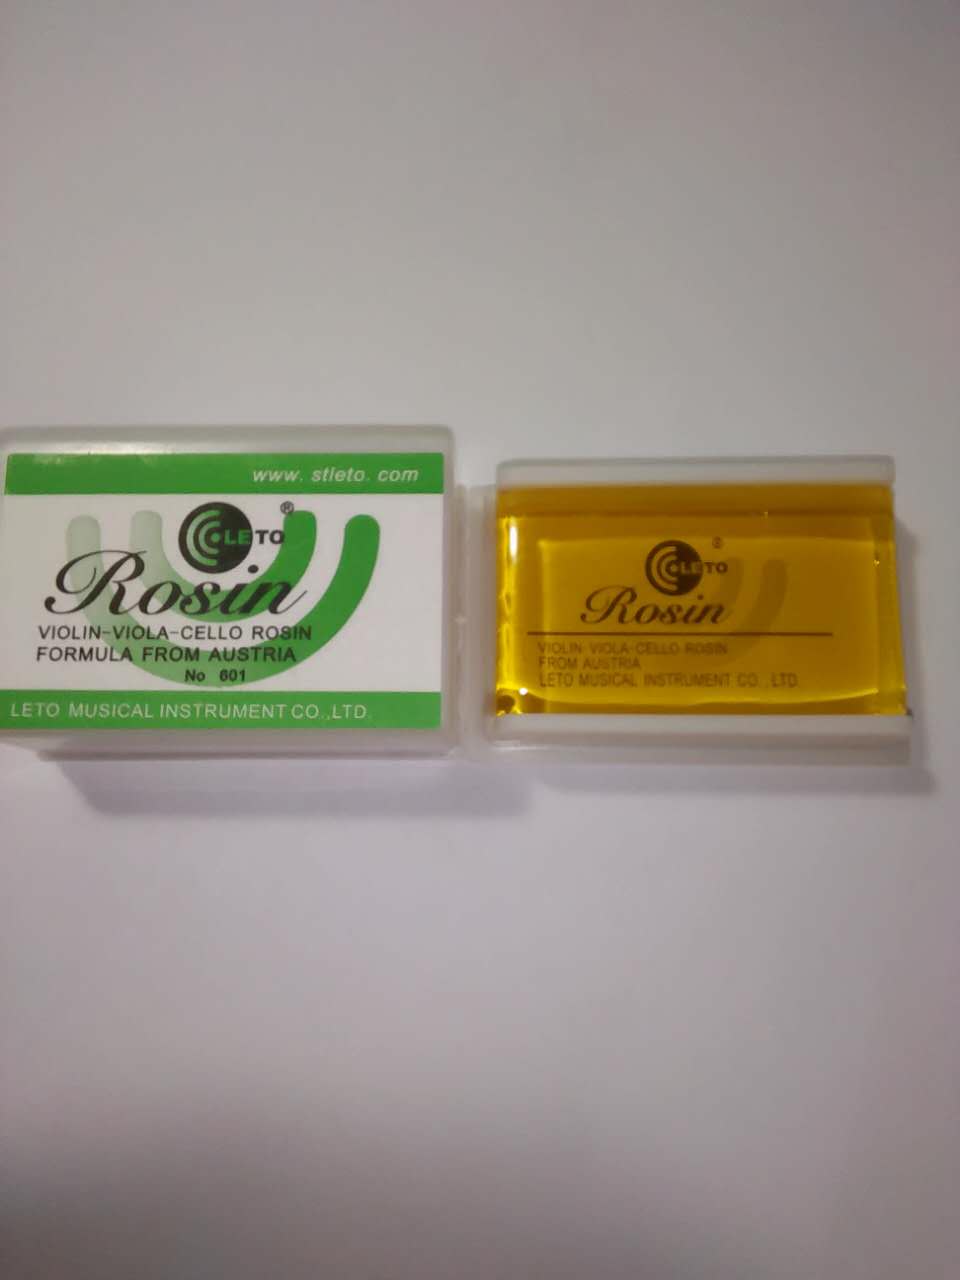 www. stleto. com
LETO®
Rosin
VIOLIN-VIOLA-CELLO ROSIN
FORMULA FROM AUSTRIA
No 601
LETO MUSICAL INSTRUMENT CO.,LTD.
LETO®
Rosin
VIOLIN-VIOLA-CELLO ROSIN
FROM AUSTRIA
LETO MUSICAL INSTRUMENT CO.,LTD.